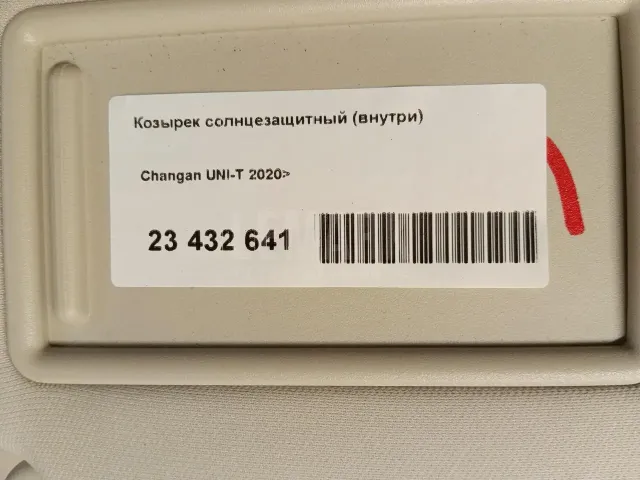 Козырек солнцезащитный (внутри)
Changan UNI-T 2020>
23 432 641